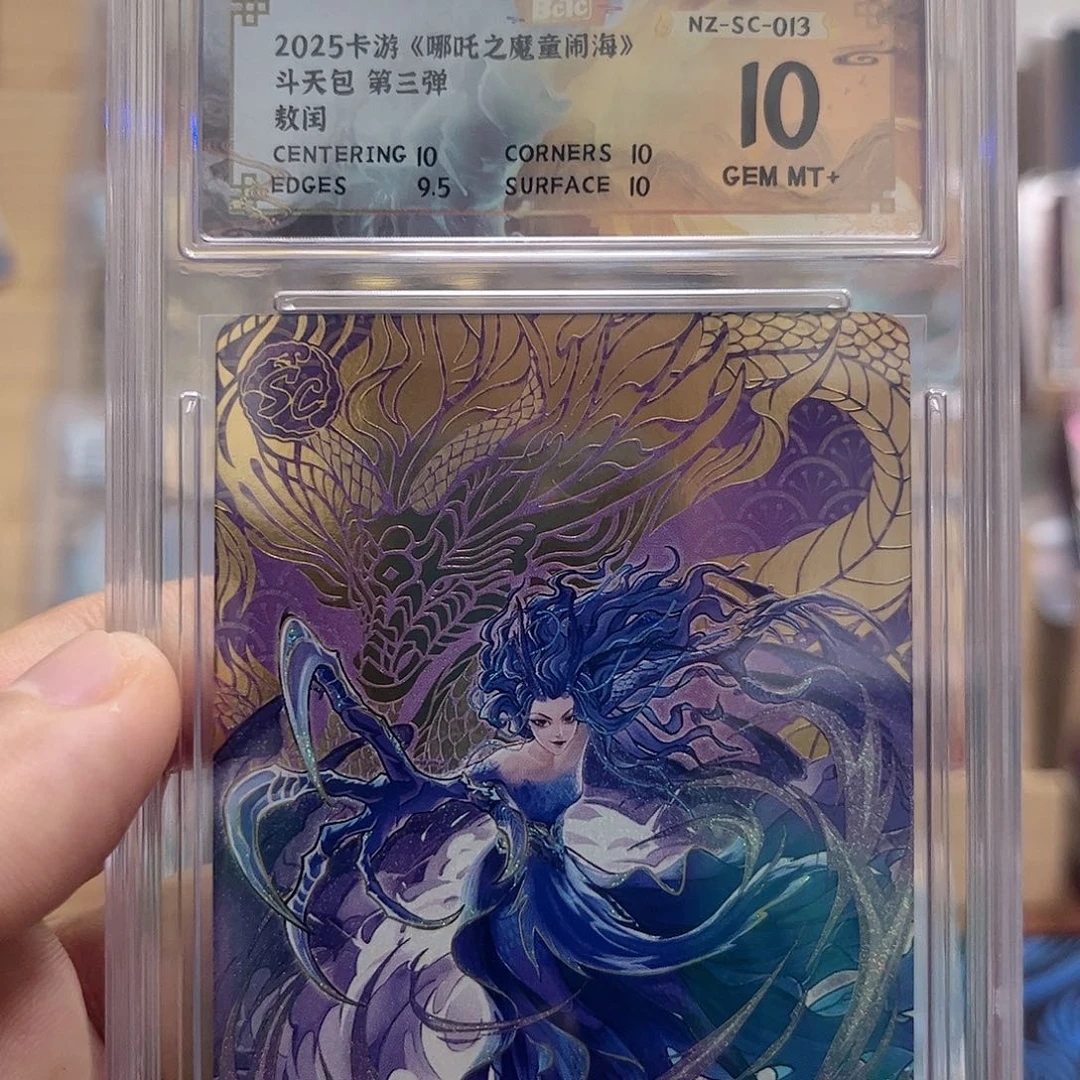 NZ-SC-013
2025卡游《哪吒之魔童闹海》
斗天包 第三弹
敖闰
10
GEM MT+
CENTERING 10 CORNERS 10
EDGES 9.5 SURFACE 10
SC